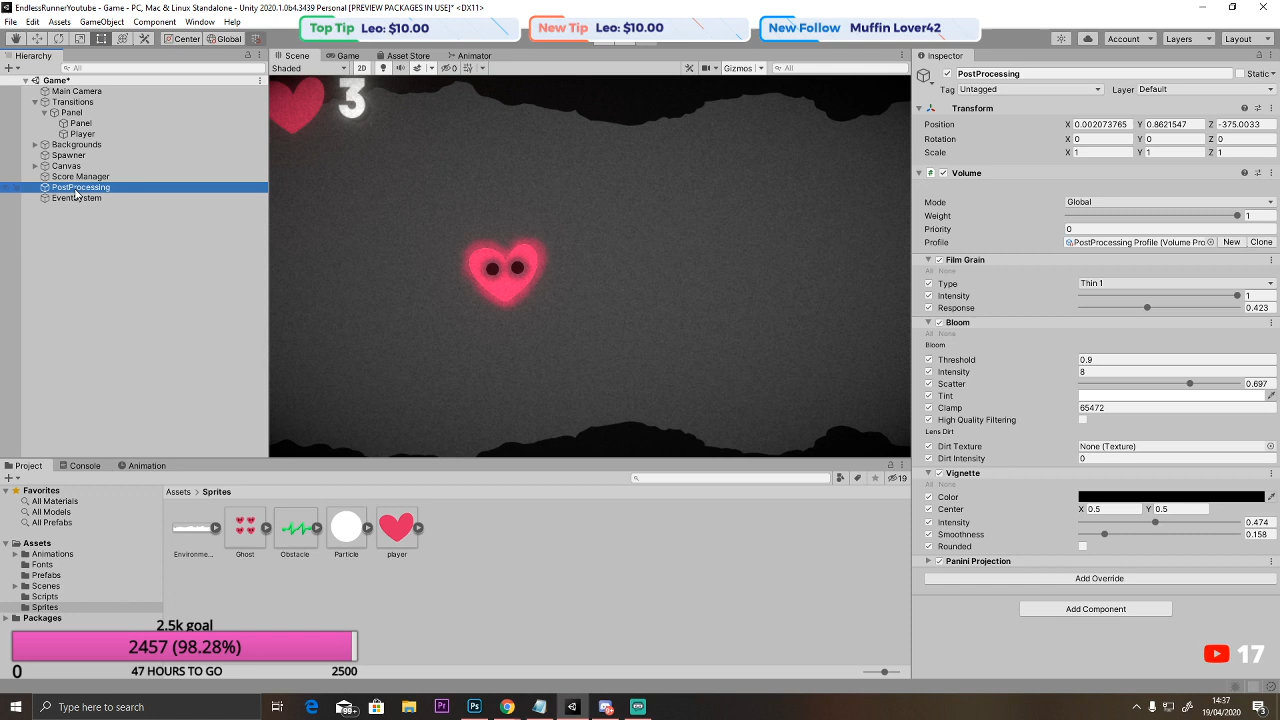 EndlessRunner - Game - PC, Mac & Linux Standalone - Unity 2020.1.0b4.3439 Personal [PREVIEW PACKAGES IN USE]* <DX11>
File Edit Assets GameObject Component Window Help
Top Tip Leo: $10.00
New Tip Leo: $10.00
New Follow Muffin Lover42
Center Global
Account Layers Layout
Hierarchy
All
Game*
Main Camera
Transitions
Panel
Panel
Player
Backgrounds
Spawner
Canvas
Score Manager
PostProcessing
EventSystem
Scene Game Asset Store Animator
Shaded 2D 0 Gizmos All
3
Inspector
PostProcessing Static
Tag Untagged Layer Default
Transform
Position X 0.002073765 Y 0.8621547 Z -375.0033
Rotation X 0 Y 0 Z 0
Scale X 1 Y 1 Z 1
Volume
Mode Global
Weight 1
Priority 0
Profile PostProcessing Profile (Volume Pro New Clone
Film Grain
All None
Type Thin 1
Intensity 1
Response 0.423
Bloom
All None
Bloom
Threshold 0.9
Intensity 8
Scatter 0.697
Tint
Clamp 65472
High Quality Filtering
Lens Dirt
Dirt Texture None (Texture)
Dirt Intensity 0
Vignette
All None
Color
Center X 0.5 Y 0.5
Intensity 0.474
Smoothness 0.158
Rounded
Panini Projection
Add Override
Add Component
Project Console Animation
19
Favorites
All Materials
All Models
All Prefabs
Assets
Animations
Fonts
Prefabs
Scenes
Scripts
Sprites
Packages
Assets > Sprites
Environme... Ghost Obstacle Particle player
2.5k goal
2457 (98.28%)
0 47 HOURS TO GO 2500
17
Type here to search
99+
Pr Ps
14:37
19/04/2020